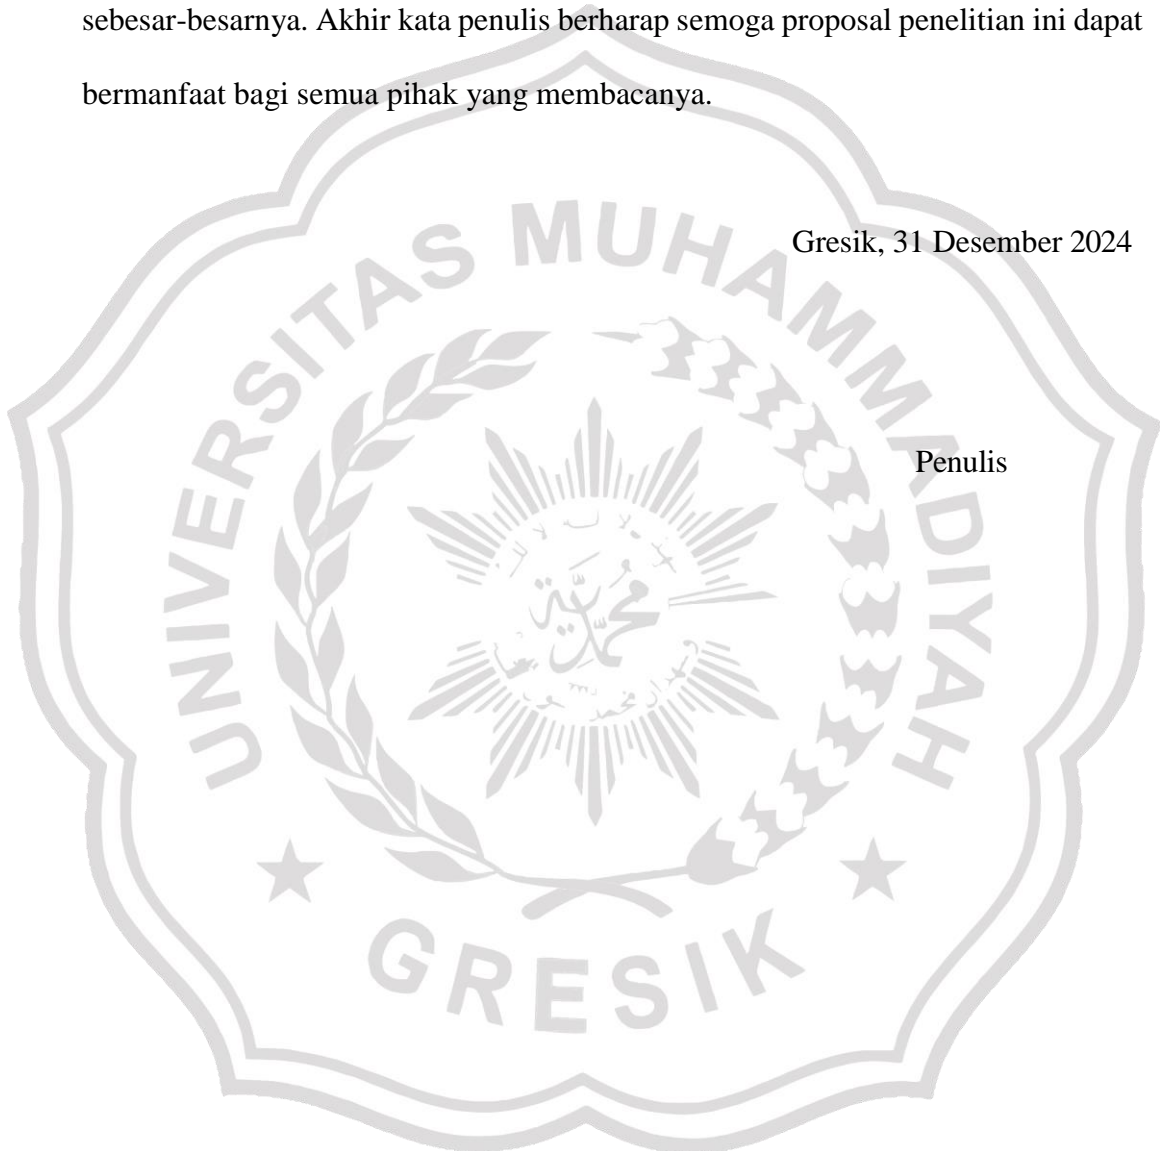 sebesar-besarnya. Akhir kata penulis berharap semoga proposal penelitian ini dapat
bermanfaat bagi semua pihak yang membacanya.
Gresik, 31 Desember 2024
Penulis
UNIVERSITAS MUHAMMADIYAH
محمدية
GRESIK